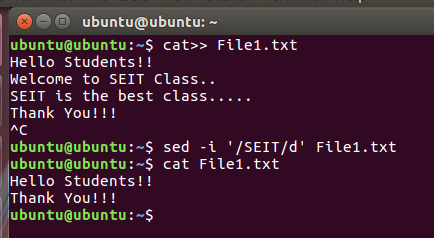 ubuntu@ubuntu: ~
ubuntu@ubuntu:~$ cat>> File1.txt
Hello Students!!
Welcome to SEIT Class..
SEIT is the best class.....
Thank You!!!
^C
ubuntu@ubuntu:~$ sed -i '/SEIT/d' File1.txt
ubuntu@ubuntu:~$ cat File1.txt
Hello Students!!
Thank You!!!
ubuntu@ubuntu:~$